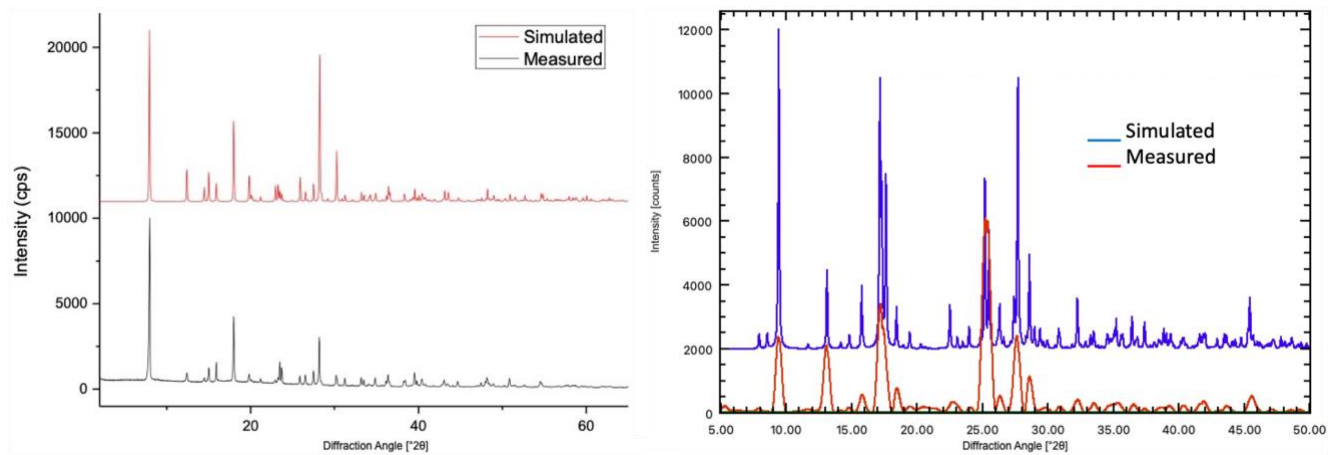 Simulated
Measured
Intensity (cps)
20000
15000
10000
5000
0
20
40
60
Diffraction Angle [°2θ]
Simulated
Measured
Intensity [counts]
12000
10000
8000
6000
4000
2000
0
5.00 10.00 15.00 20.00 25.00 30.00 35.00 40.00 45.00 50.00
Diffraction Angle [°2θ]